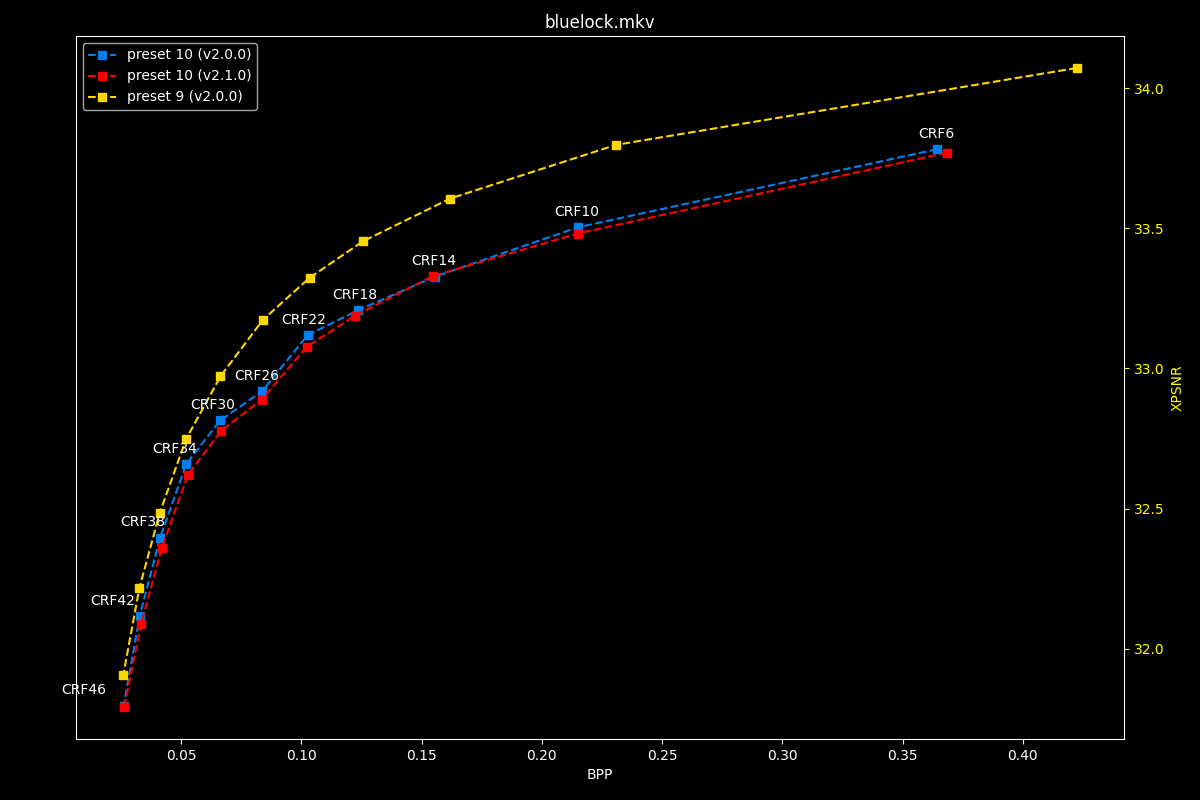 bluelock.mkv
preset 10 (v2.0.0)
preset 10 (v2.1.0)
preset 9 (v2.0.0)
34.0
CRF6
CRF10
33.5
CRF14
CRF18
CRF22
33.0
CRF26
XPSNR
CRF30
CRF34
32.5
CRF38
CRF42
32.0
CRF46
0.05
0.10
0.15
0.20
0.25
0.30
0.35
0.40
BPP